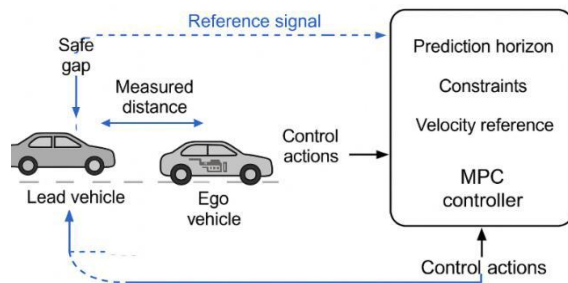 Reference signal
Safe
gap
Measured
distance
Prediction horizon
Constraints
Velocity reference
MPC
controller
Control
actions
Lead vehicle
Ego
vehicle
Control actions